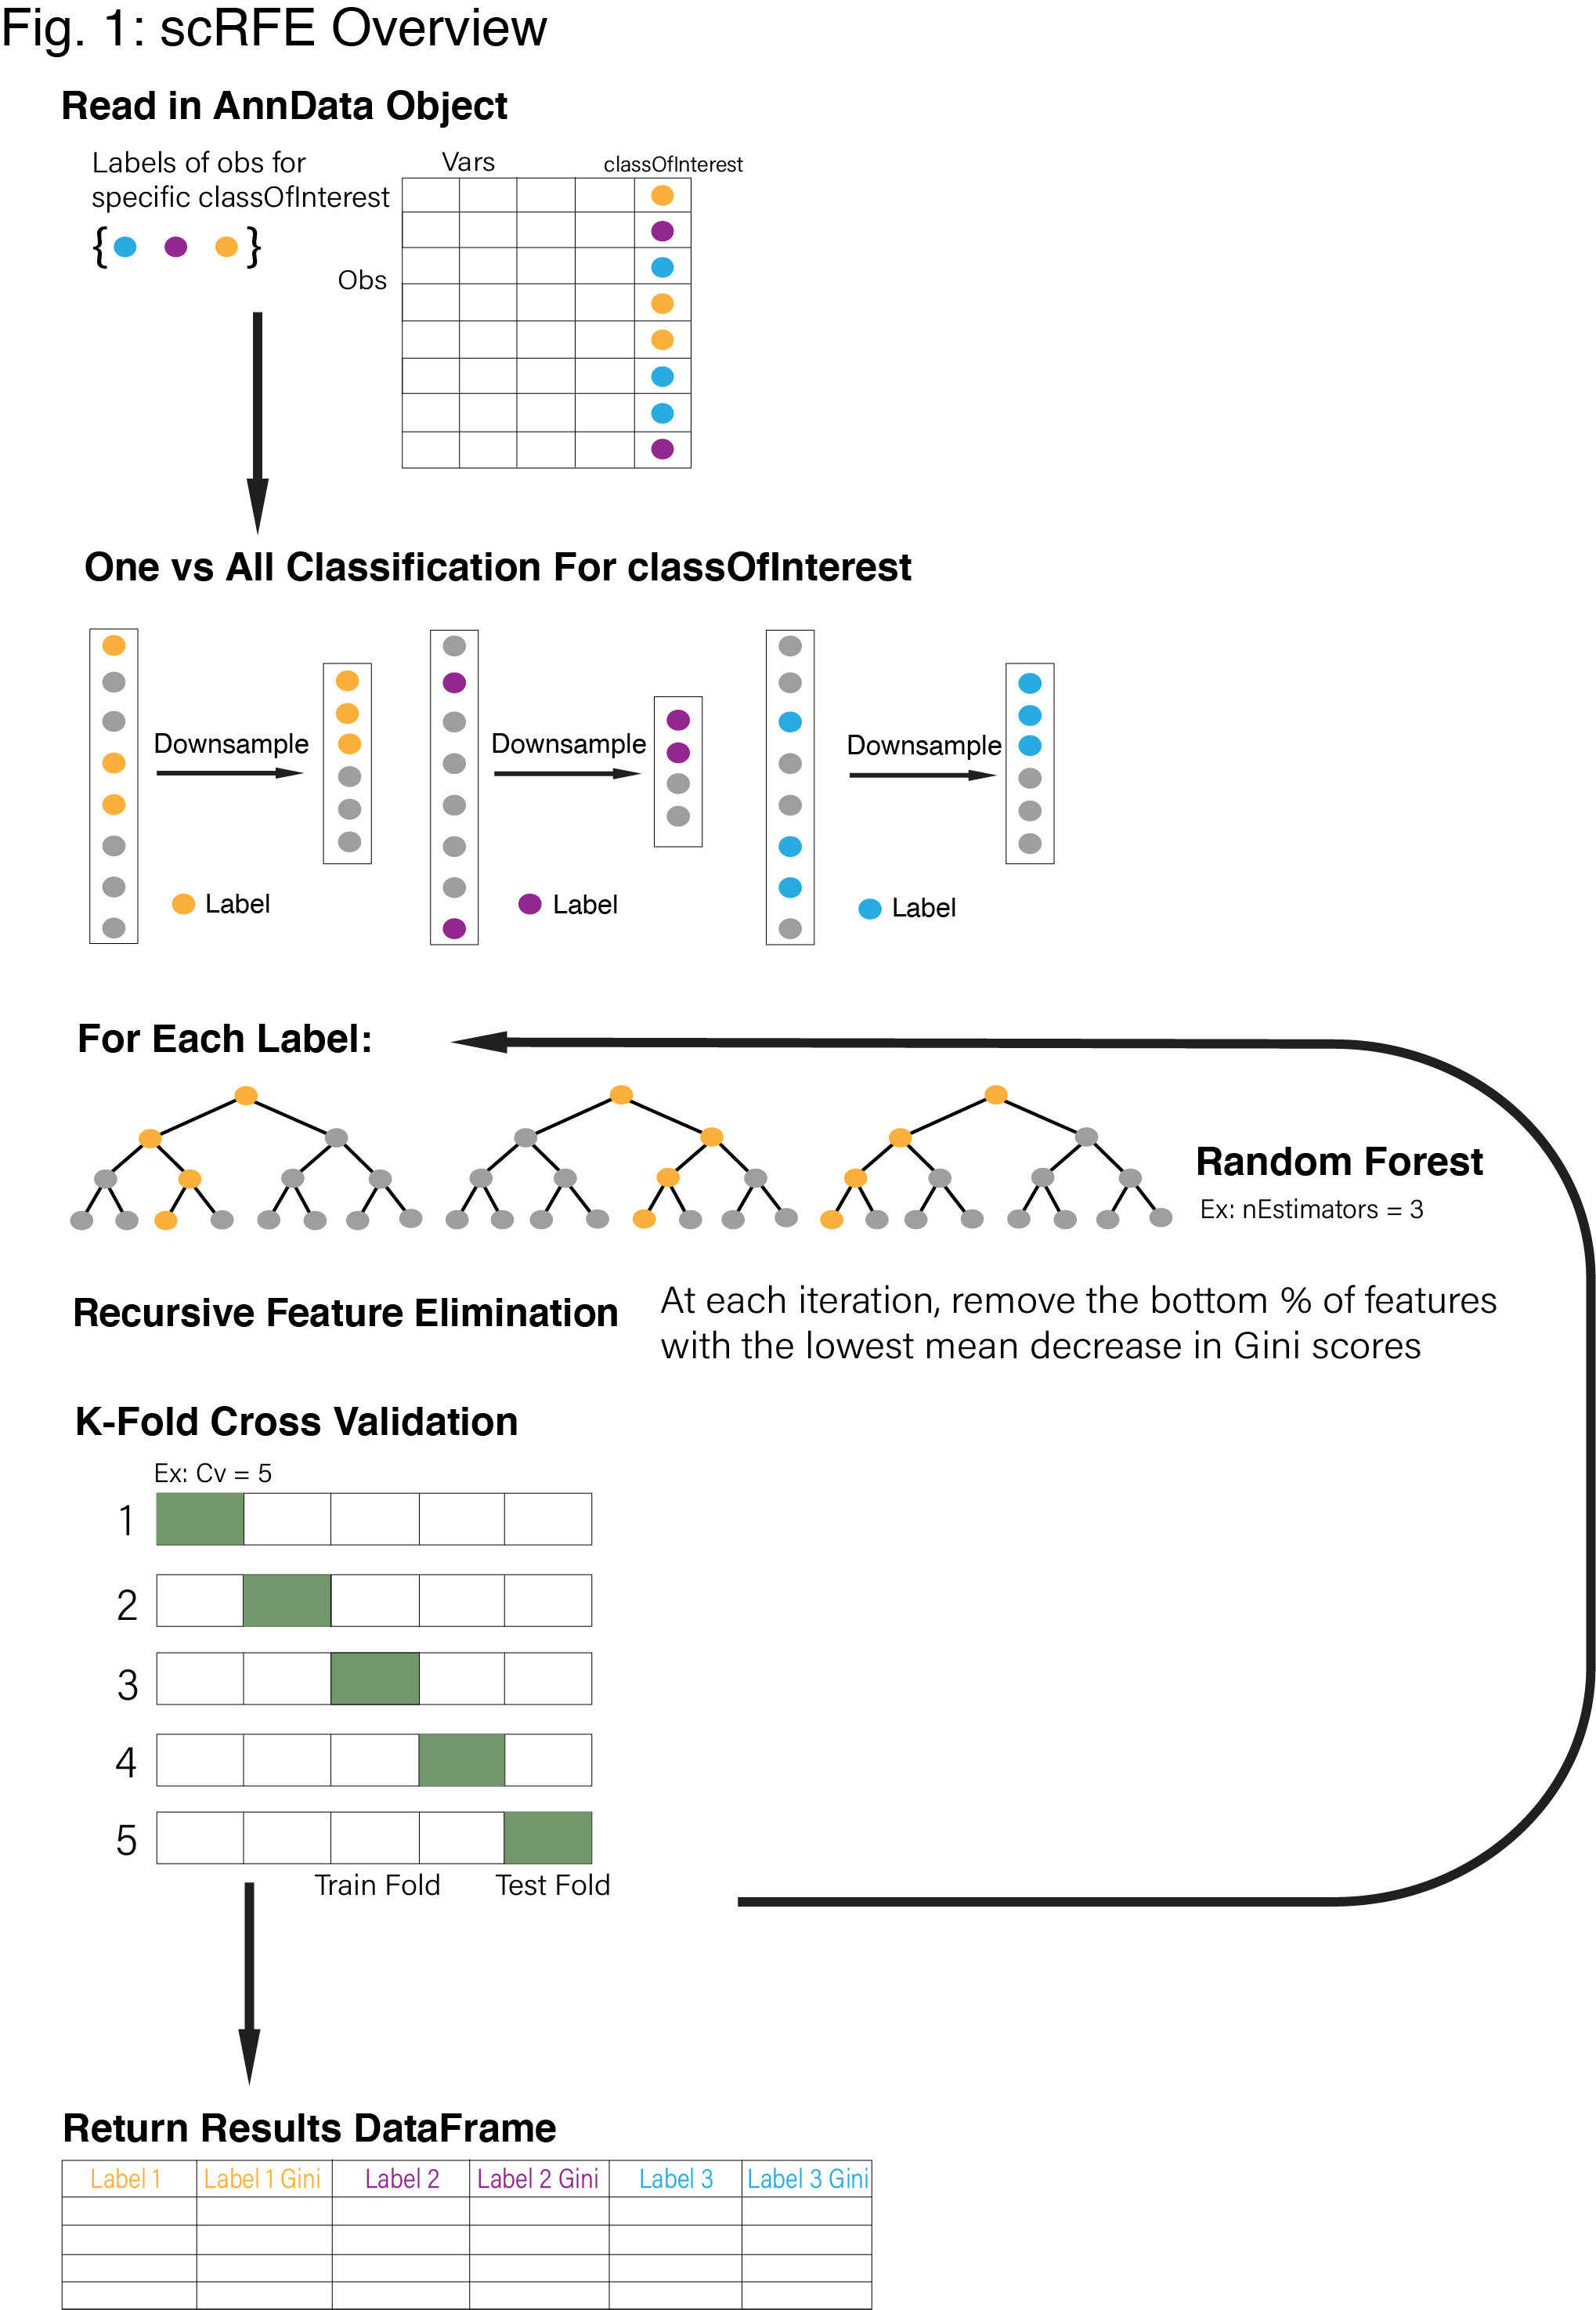 Fig. 1: scRFE Overview
Read in AnnData Object
Labels of obs for
specific classOfInterest
{ }
Vars
classOfInterest
Obs
One vs All Classification For classOfInterest
Downsample
Downsample
Downsample
Label
Label
Label
For Each Label:
Random Forest
Ex: nEstimators = 3
Recursive Feature Elimination
At each iteration, remove the bottom % of features
with the lowest mean decrease in Gini scores
K-Fold Cross Validation
Ex: Cv = 5
1
2
3
4
5
Train Fold
Test Fold
Return Results DataFrame
Label 1
Label 1 Gini
Label 2
Label 2 Gini
Label 3
Label 3 Gini